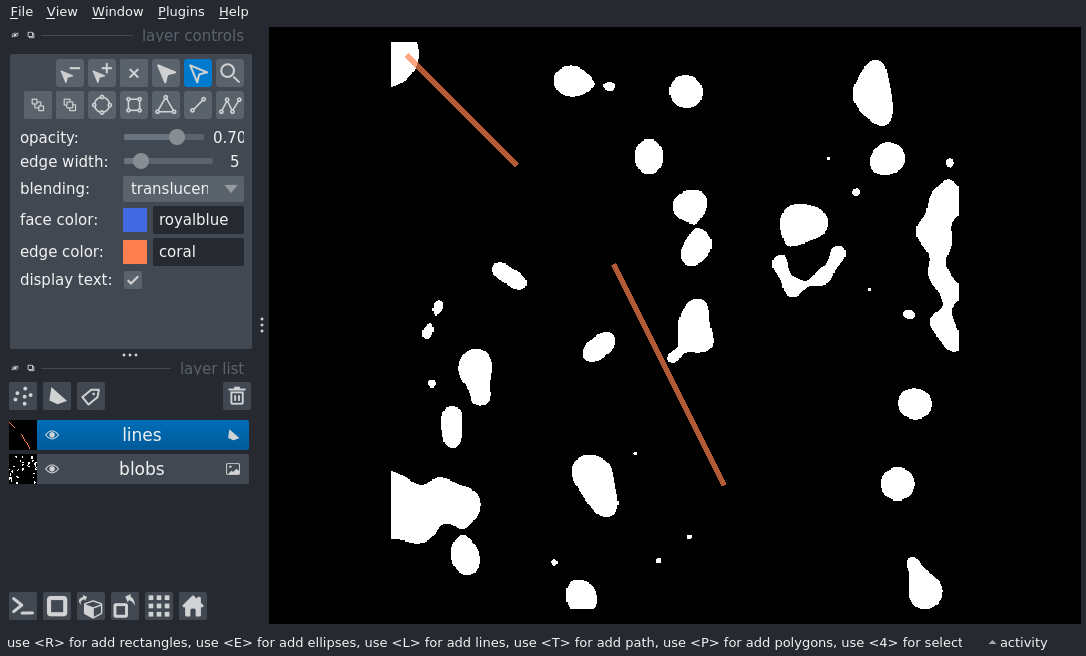 File View Window Plugins Help
layer controls
opacity: 0.70
edge width: 5
blending: translucen
face color: royalblue
edge color: coral
display text:
layer list
lines
blobs
use <R> for add rectangles, use <E> for add ellipses, use <L> for add lines, use <T> for add path, use <P> for add polygons, use <4> for select
activity